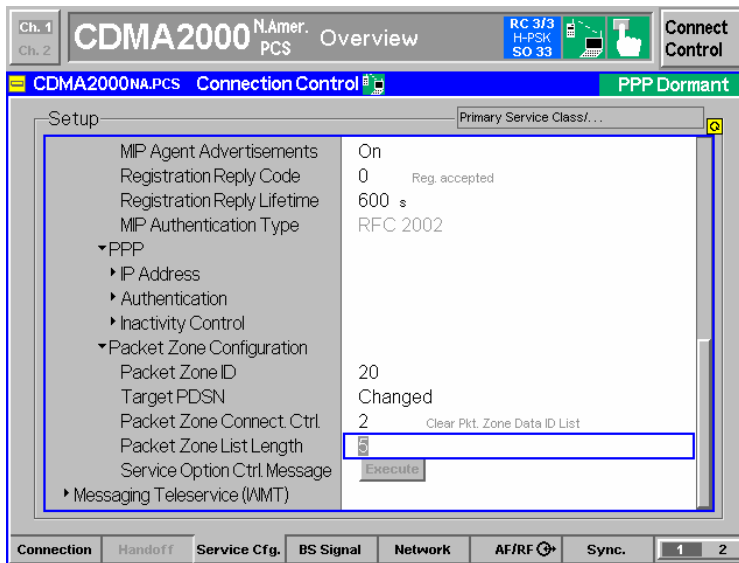 Ch. 1
Ch. 2
CDMA2000 N.Amer. PCS Overview
RC 3/3
H-PSK
SO 33
Connect Control
CDMA2000 NA.PCS Connection Control PPP Dormant
Setup
Primary Service Class/. . .
MIP Agent Advertisements On
Registration Reply Code 0 Reg. accepted
Registration Reply Lifetime 600 s
MIP Authentication Type RFC 2002
PPP
IP Address
Authentication
Inactivity Control
Packet Zone Configuration
Packet Zone ID 20
Target PDSN Changed
Packet Zone Connect. Ctrl. 2 Clear Pkt. Zone Data ID List
Packet Zone List Length 5
Service Option Ctrl. Message Execute
Messaging Teleservice (WMT)
Connection Handoff Service Cfg. BS Signal Network AF/RF Sync. 1 2